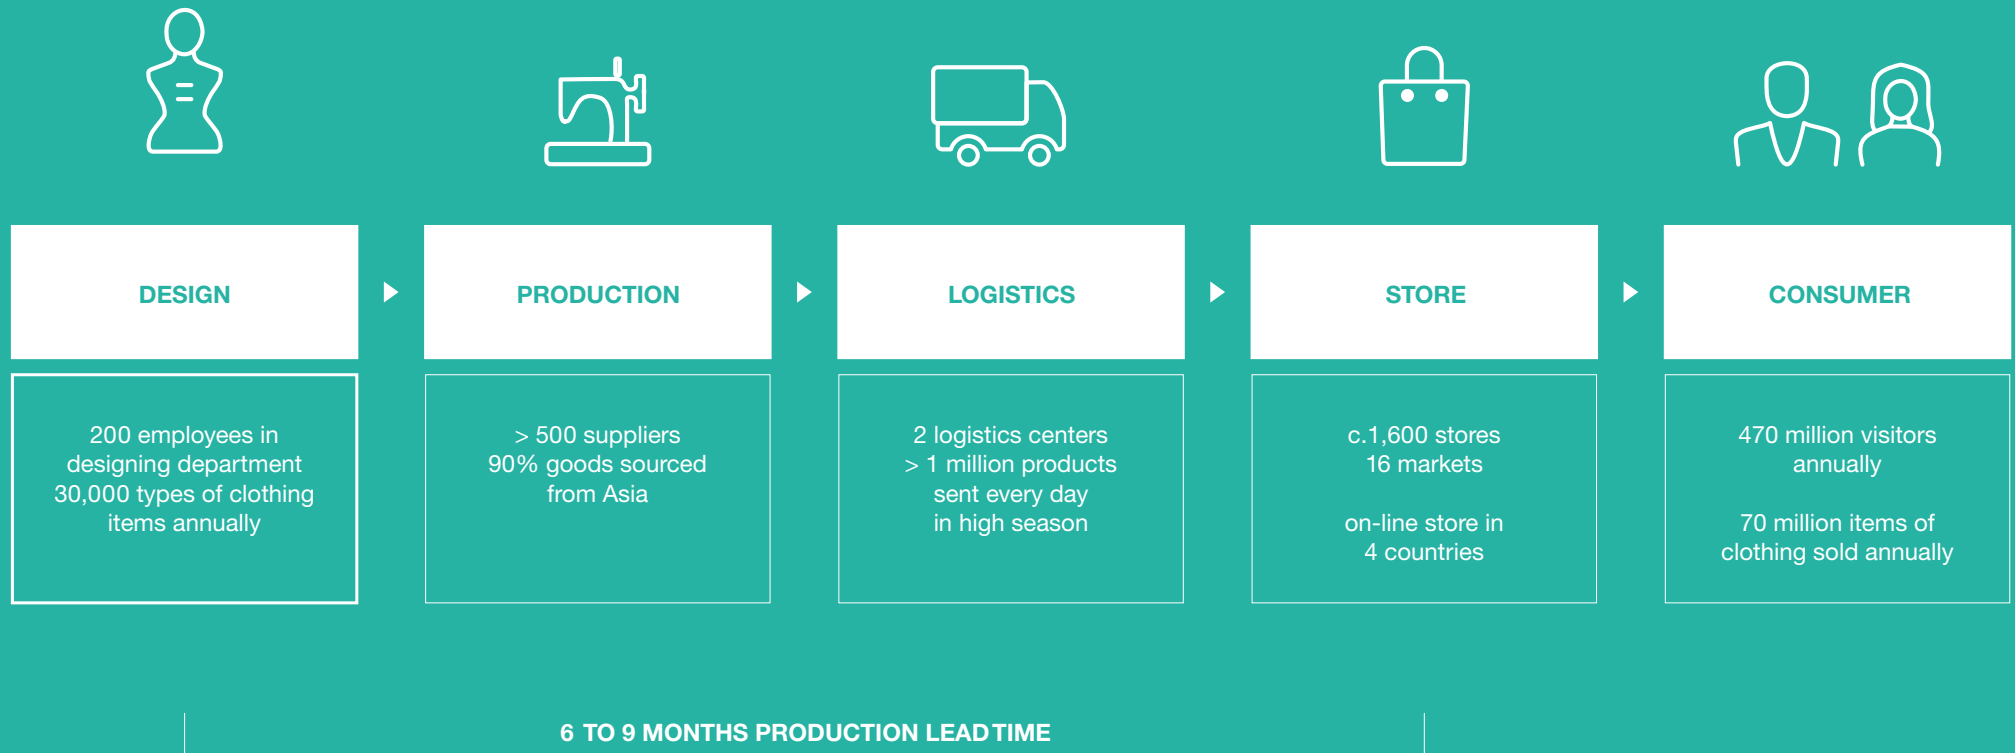 DESIGN
PRODUCTION
LOGISTICS
STORE
CONSUMER
200 employees in
designing department
30,000 types of clothing
items annually
> 500 suppliers
90% goods sourced
from Asia
2 logistics centers
> 1 million products
sent every day
in high season
c.1,600 stores
16 markets
on-line store in
4 countries
470 million visitors
annually
70 million items of
clothing sold annually
6 TO 9 MONTHS PRODUCTION LEAD TIME